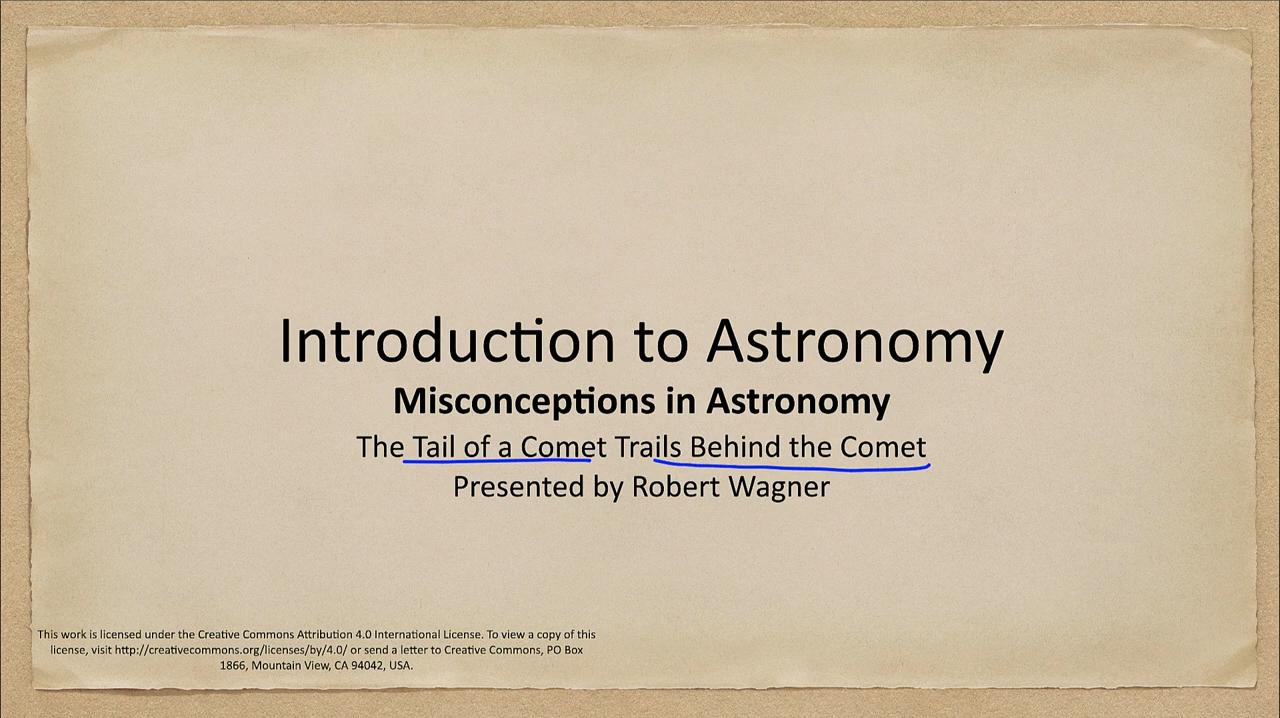 Introduction to Astronomy
Misconceptions in Astronomy
The Tail of a Comet Trails Behind the Comet
Presented by Robert Wagner
This work is licensed under the Creative Commons Attribution 4.0 International License. To view a copy of this
license, visit http://creativecommons.org/licenses/by/4.0/ or send a letter to Creative Commons, PO Box
1866, Mountain View, CA 94042, USA.